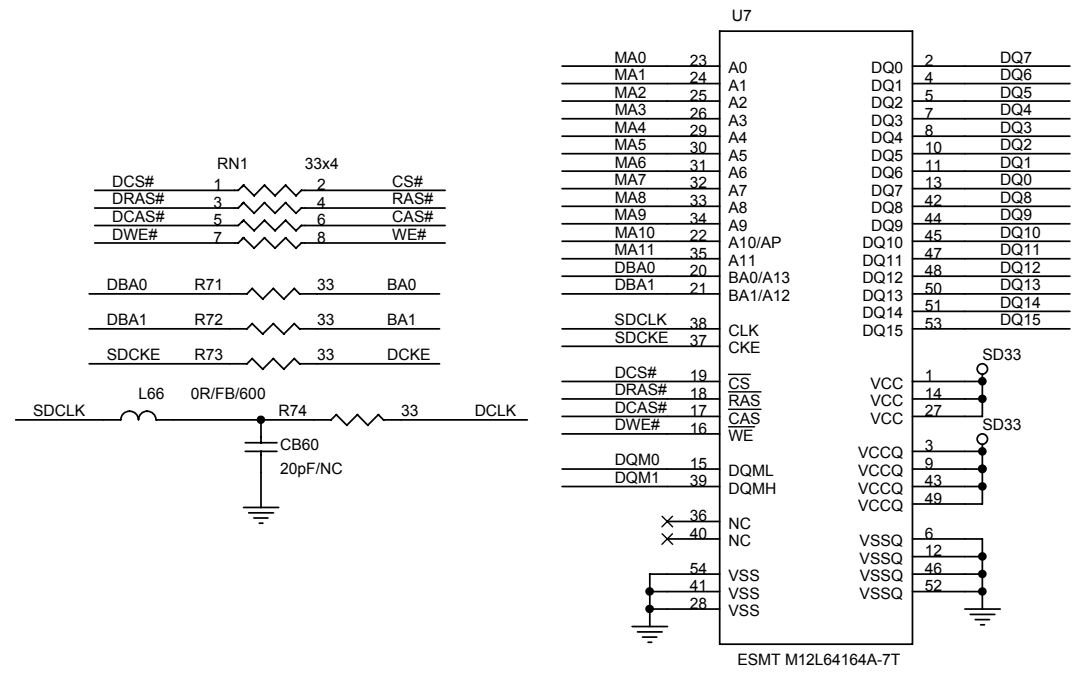 RN1 33x4
DCS# 1 2 CS#
DRAS# 3 4 RAS#
DCAS# 5 6 CAS#
DWE# 7 8 WE#
DBA0 R71 33 BA0
DBA1 R72 33 BA1
SDCKE R73 33 DCKE
L66 0R/FB/600
SDCLK R74 33 DCLK
CB60
20pF/NC
U7
MA0 23 A0 DQ0 2 DQ7
MA1 24 A1 DQ1 4 DQ6
MA2 25 A2 DQ2 5 DQ5
MA3 26 A3 DQ3 7 DQ4
MA4 29 A4 DQ4 8 DQ3
MA5 30 A5 DQ5 10 DQ2
MA6 31 A6 DQ6 11 DQ1
MA7 32 A7 DQ7 13 DQ0
MA8 33 A8 DQ8 42 DQ8
MA9 34 A9 DQ9 44 DQ9
MA10 22 A10/AP DQ10 45 DQ10
MA11 35 A11 DQ11 47 DQ11
DBA0 20 BA0/A13 DQ12 48 DQ12
DBA1 21 BA1/A12 DQ13 50 DQ13
DQ14 51 DQ14
SDCLK 38 CLK DQ15 53 DQ15
SDCKE 37 CKE
SD33
DCS# 19 CS VCC 1
DRAS# 18 RAS VCC 14
DCAS# 17 CAS VCC 27
DWE# 16 WE
SD33
VCCQ 3
DQM0 15 DQML VCCQ 9
DQM1 39 DQMH VCCQ 43
VCCQ 49
36 NC
40 NC VSSQ 6
VSSQ 12
54 VSS VSSQ 46
41 VSS VSSQ 52
28 VSS
ESMT M12L64164A-7T